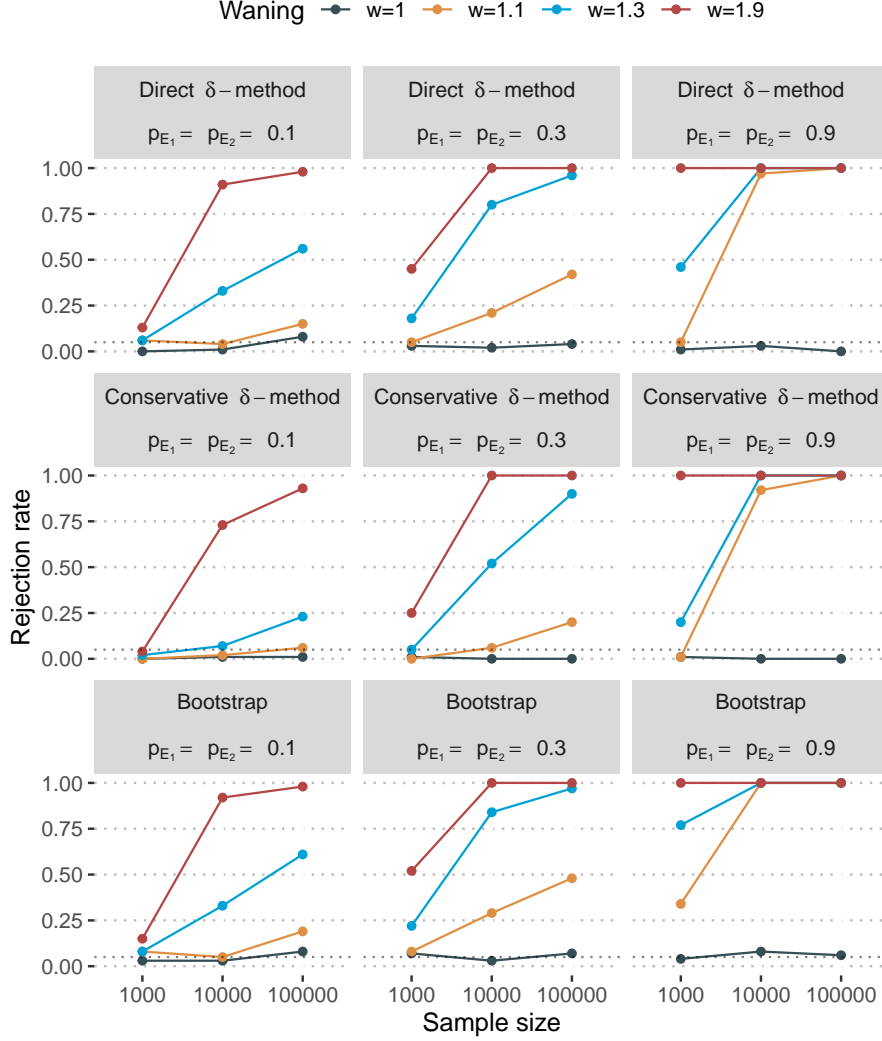 Waning w=1 w=1.1 w=1.3 w=1.9
Direct δ−method Direct δ−method Direct δ−method
pE1 = pE2 = 0.1 pE1 = pE2 = 0.3 pE1 = pE2 = 0.9
1.00
0.75
0.50
0.25
0.00
Conservative δ−method Conservative δ−method Conservative δ−method
pE1 = pE2 = 0.1 pE1 = pE2 = 0.3 pE1 = pE2 = 0.9
1.00
0.75
0.50
0.25
0.00
Rejection rate
Bootstrap Bootstrap Bootstrap
pE1 = pE2 = 0.1 pE1 = pE2 = 0.3 pE1 = pE2 = 0.9
1.00
0.75
0.50
0.25
0.00
1000 10000 100000 1000 10000 100000 1000 10000 100000
Sample size